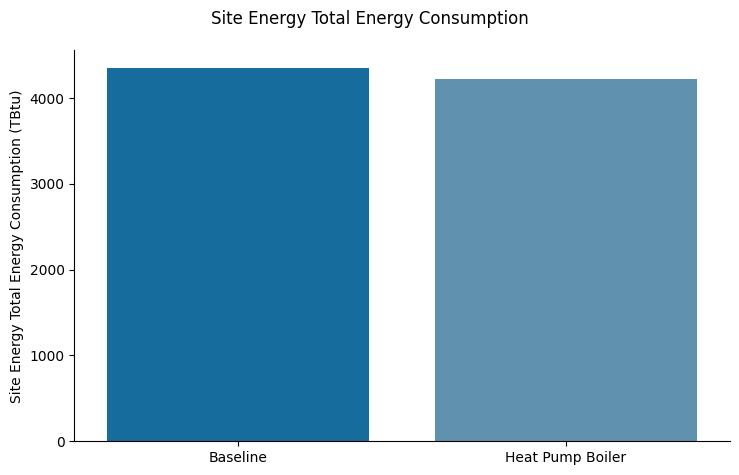 Site Energy Total Energy Consumption
Site Energy Total Energy Consumption (TBtu)
4000
3000
2000
1000
0
Baseline
Heat Pump Boiler